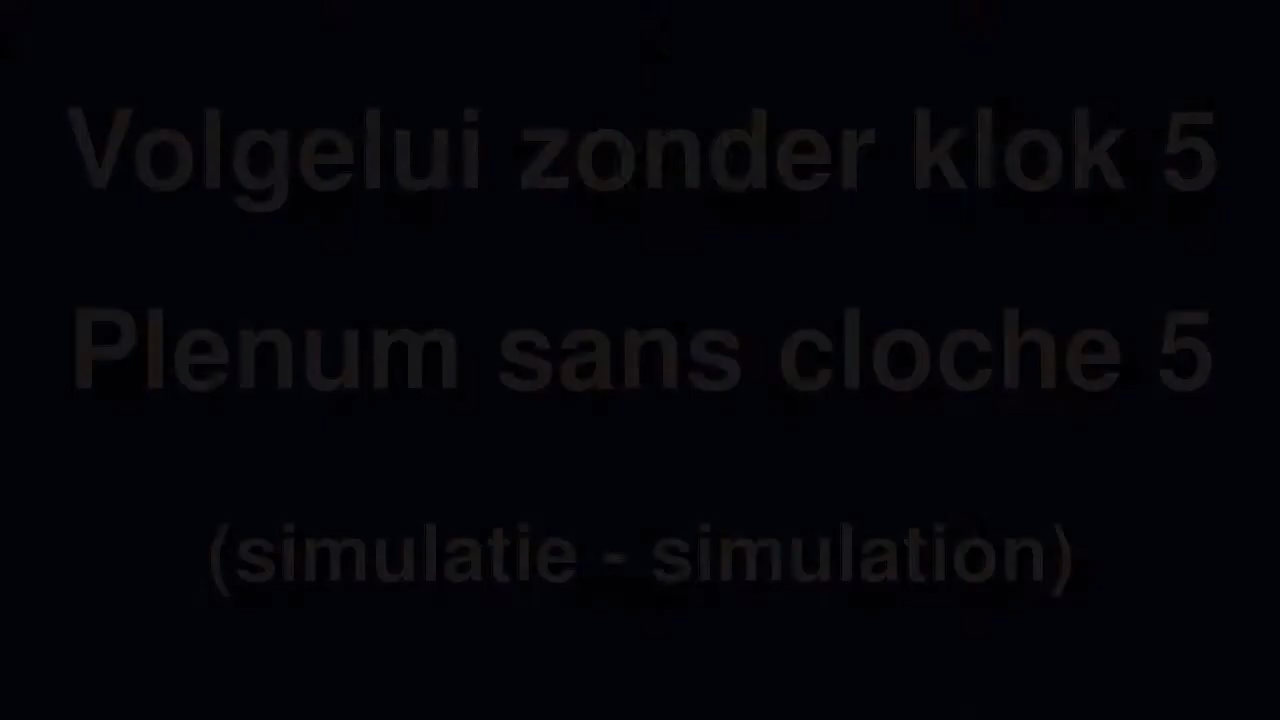 Volgelui zonder klok 5
Plenum sans cloche 5
(simulatie - simulation)